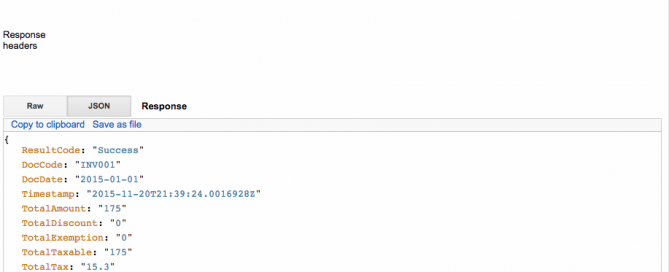 Response
headers
Raw JSON Response
Copy to clipboard Save as file
{
ResultCode: "Success"
DocCode: "INV001"
DocDate: "2015-01-01"
Timestamp: "2015-11-20T21:39:24.0016928Z"
TotalAmount: "175"
TotalDiscount: "0"
TotalExemption: "0"
TotalTaxable: "175"
TotalTax: "15.3"